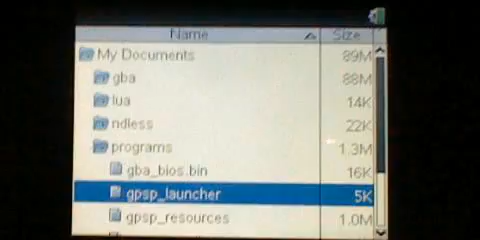 Name Size
My Documents 89M
gba 88M
lua 14K
ndless 22K
programs 1.3M
gba_bios.bin 16K
gpsp_launcher 5K
gpsp_resources 1.0M